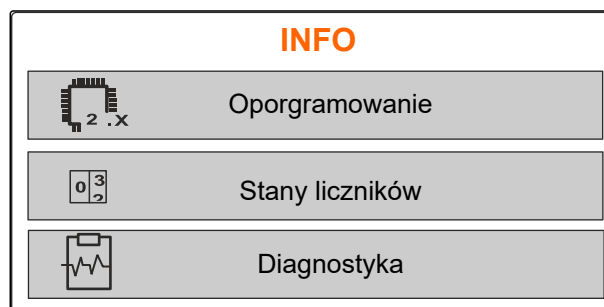 INFO
2.x
Oporgramowanie
0 3 2
Stany liczników
Diagnostyka